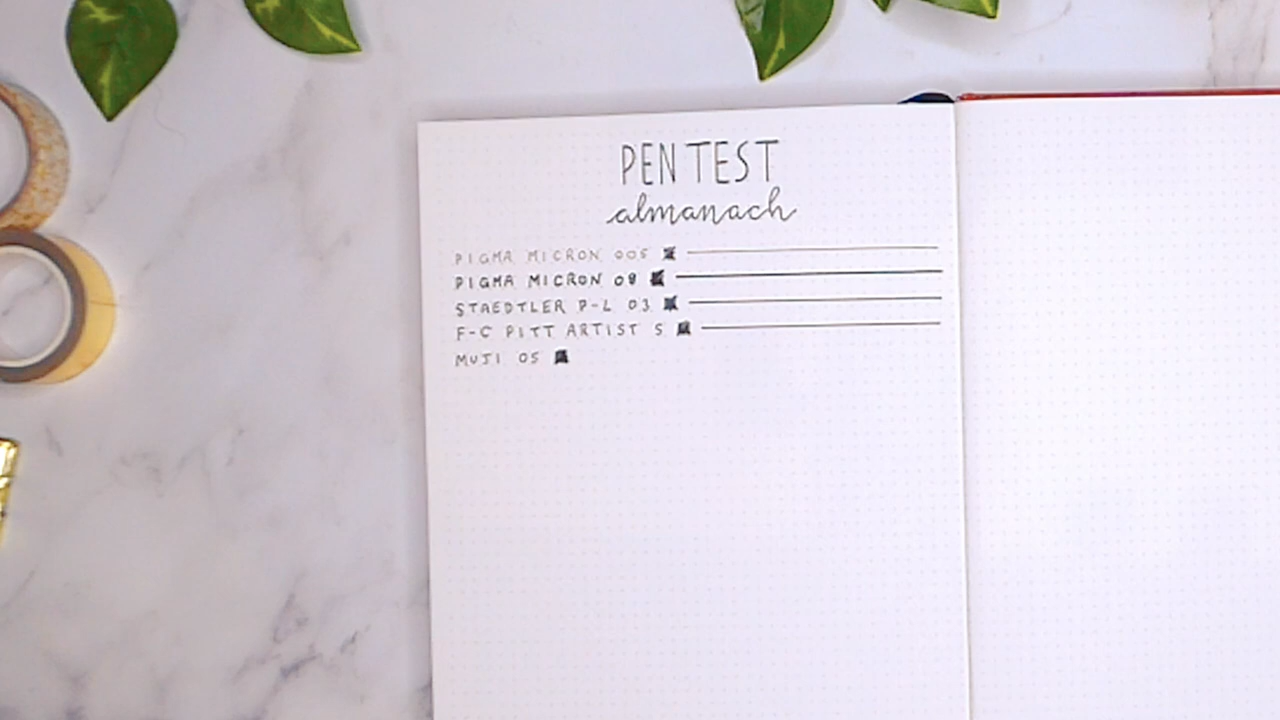 PEN TEST
almanach
PIGMA MICRON 005
PIGMA MICRON 08
STAEDTLER P-L 03
F-C PITT ARTIST S
MUJI 05